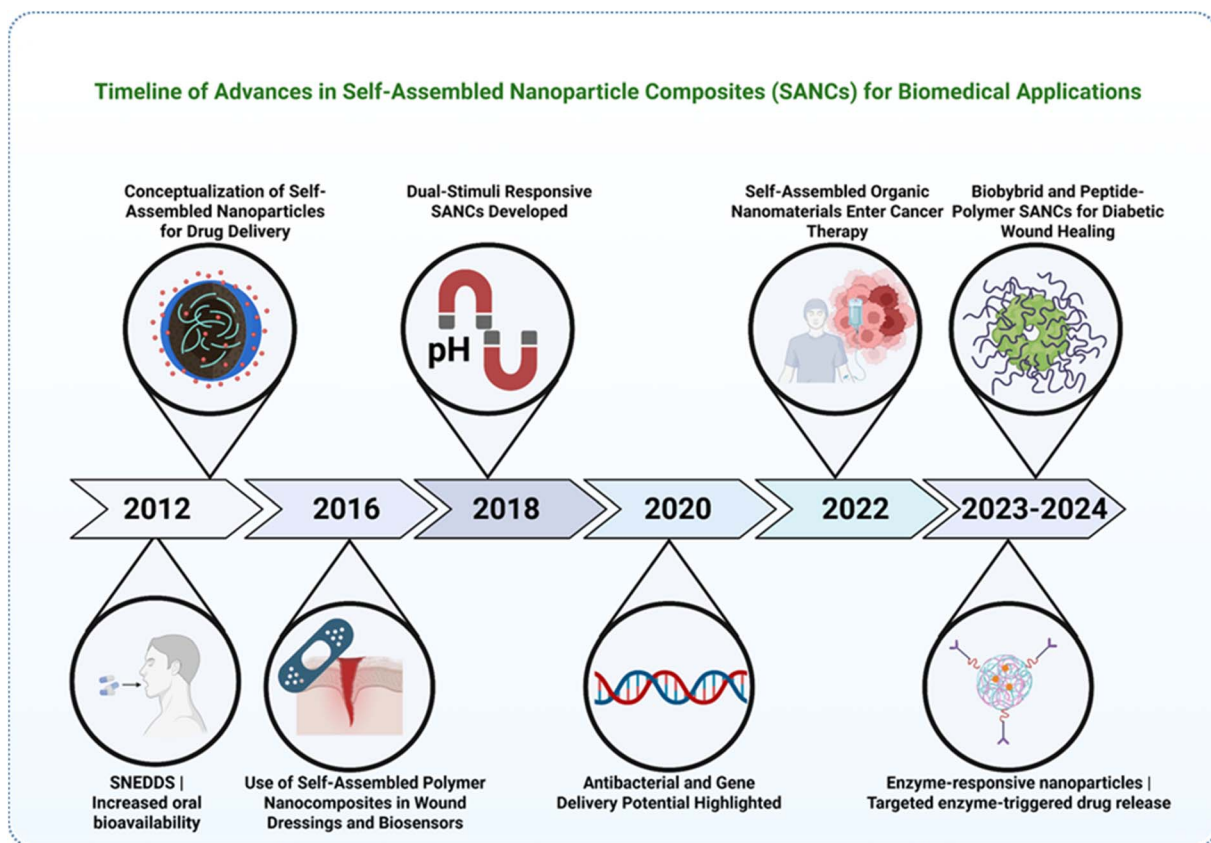 Timeline of Advances in Self-Assembled Nanoparticle Composites (SANCs) for Biomedical Applications
Conceptualization of Self-
Assembled Nanoparticles
for Drug Delivery
Dual-Stimuli Responsive
SANCs Developed
Self-Assembled Organic
Nanomaterials Enter Cancer
Therapy
Biobybrid and Peptide-
Polymer SANCs for Diabetic
Wound Healing
pH
2012
2016
2018
2020
2022
2023-2024
SNEDDS |
Increased oral
bioavailability
Use of Self-Assembled Polymer
Nanocomposites in Wound
Dressings and Biosensors
Antibacterial and Gene
Delivery Potential Highlighted
Enzyme-responsive nanoparticles |
Targeted enzyme-triggered drug release